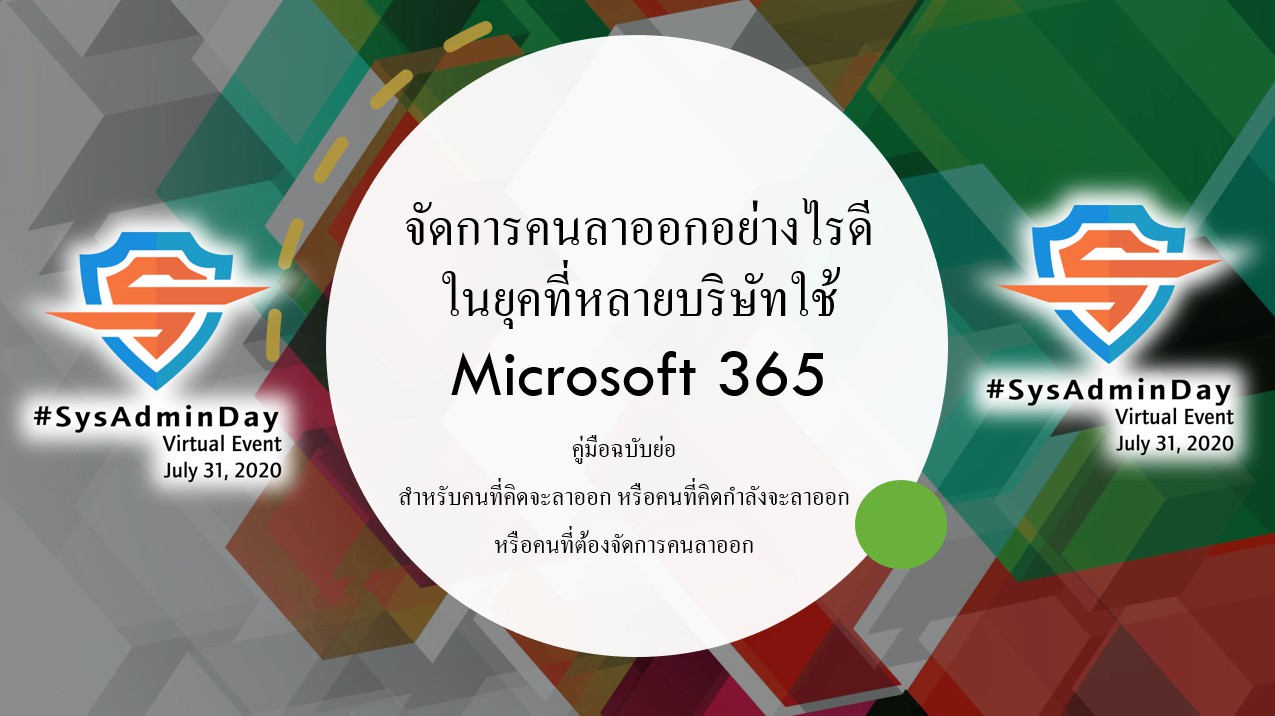 จัดการคนลาออกอย่างไรดี
ในยุคที่หลายบริษัทใช้
Microsoft 365
คู่มือฉบับย่อ
สำหรับคนที่คิดจะลาออก หรือคนที่คิดกำลังจะลาออก
หรือคนที่ต้องจัดการคนลาออก
#SysAdminDay
Virtual Event
July 31, 2020
#SysAdminDay
Virtual Event
July 31, 2020